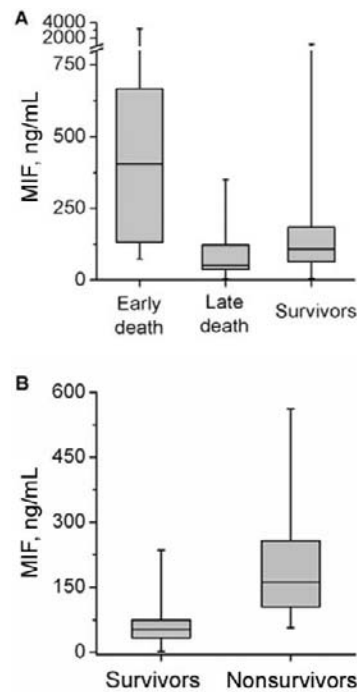 A
4000
2000
750
500
250
0
MIF, ng/mL
Early death
Late death
Survivors
B
600
450
300
150
0
MIF, ng/mL
Survivors
Nonsurvivors